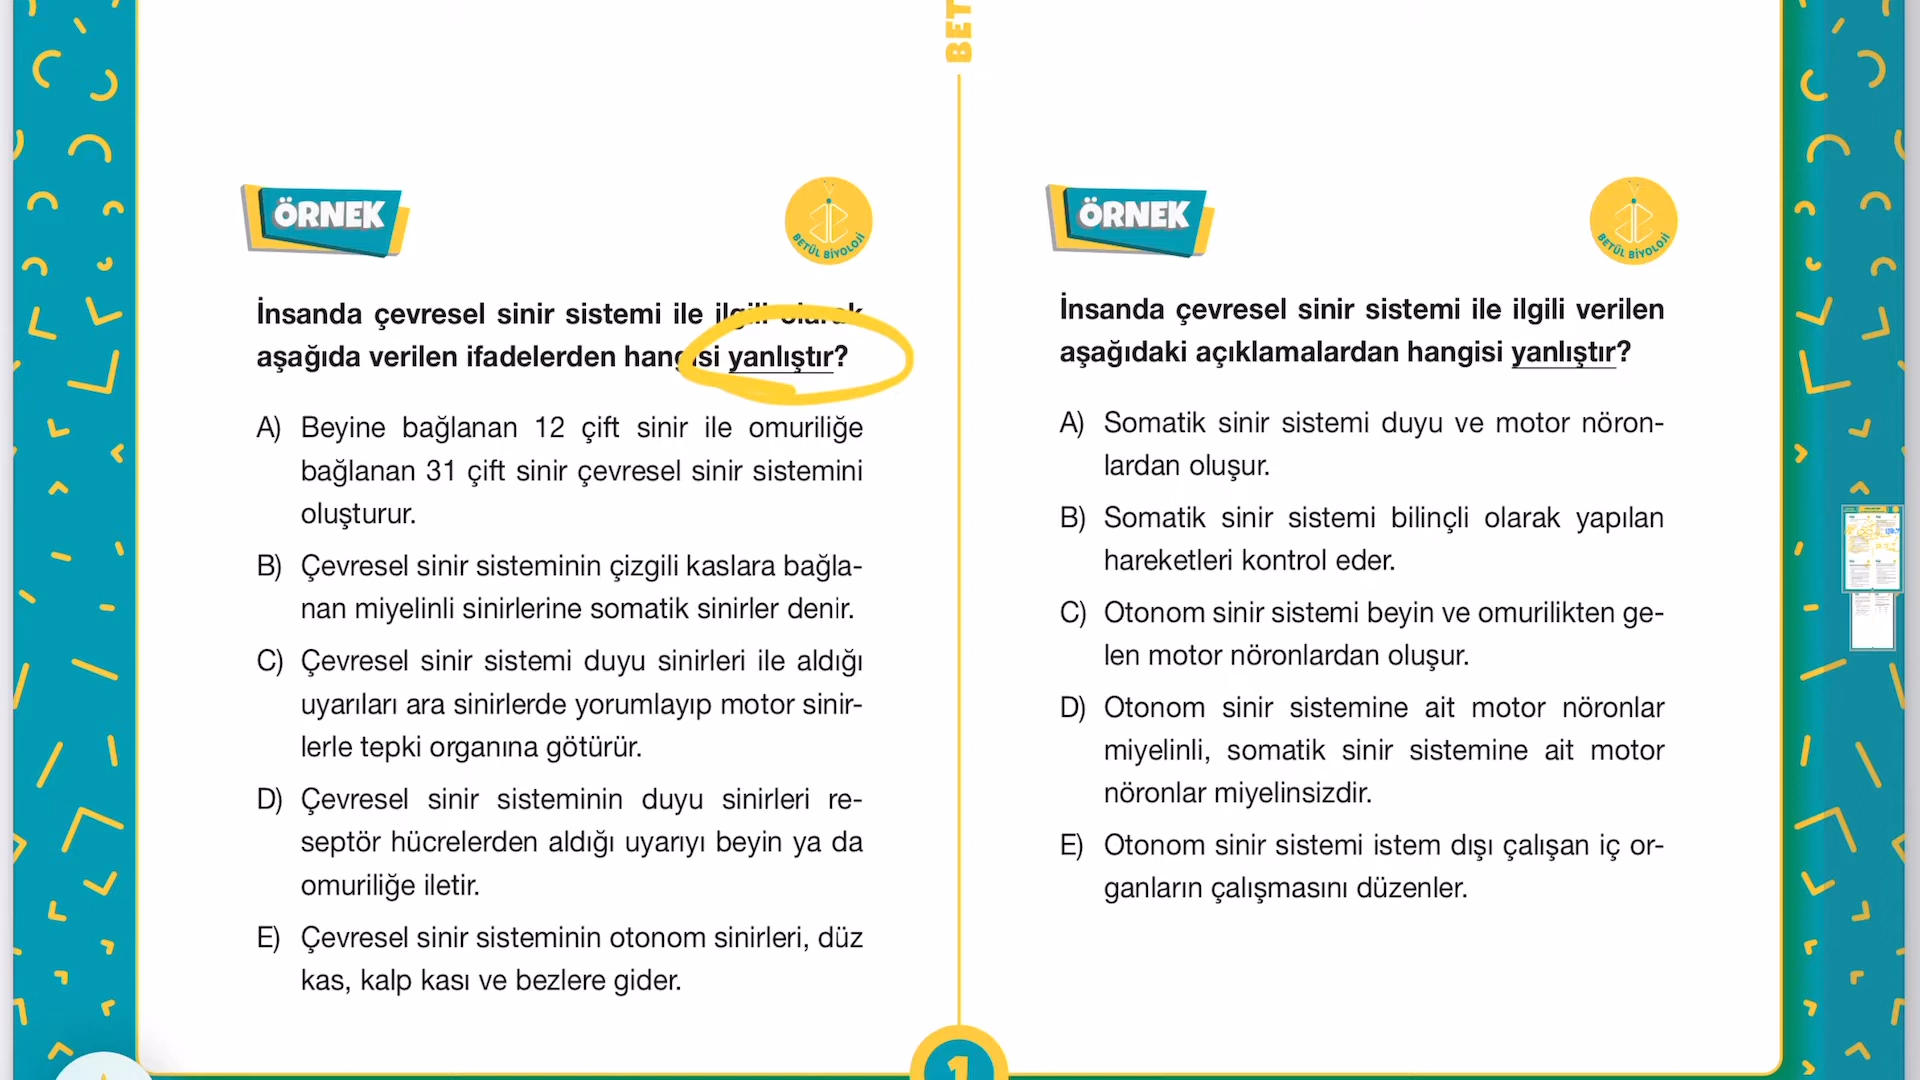 BET
ÖRNEK
BETÜL BİYOLOJİ
İnsanda çevresel sinir sistemi ile ilgili olarak
aşağıda verilen ifadelerden hangisi yanlıştır?
A) Beyine bağlanan 12 çift sinir ile omuriliğe
bağlanan 31 çift sinir çevresel sinir sistemini
oluşturur.
B) Çevresel sinir sisteminin çizgili kaslara bağla-
nan miyelinli sinirlerine somatik sinirler denir.
C) Çevresel sinir sistemi duyu sinirleri ile aldığı
uyarıları ara sinirlerde yorumlayıp motor sinir-
lerle tepki organına götürür.
D) Çevresel sinir sisteminin duyu sinirleri re-
septör hücrelerden aldığı uyarıyı beyin ya da
omuriliğe iletir.
E) Çevresel sinir sisteminin otonom sinirleri, düz
kas, kalp kası ve bezlere gider.
ÖRNEK
BETÜL BİYOLOJİ
İnsanda çevresel sinir sistemi ile ilgili verilen
aşağıdaki açıklamalardan hangisi yanlıştır?
A) Somatik sinir sistemi duyu ve motor nöron-
lardan oluşur.
B) Somatik sinir sistemi bilinçli olarak yapılan
hareketleri kontrol eder.
C) Otonom sinir sistemi beyin ve omurilikten ge-
len motor nöronlardan oluşur.
D) Otonom sinir sistemine ait motor nöronlar
miyelinli, somatik sinir sistemine ait motor
nöronlar miyelinsizdir.
E) Otonom sinir sistemi istem dışı çalışan iç or-
ganların çalışmasını düzenler.
1